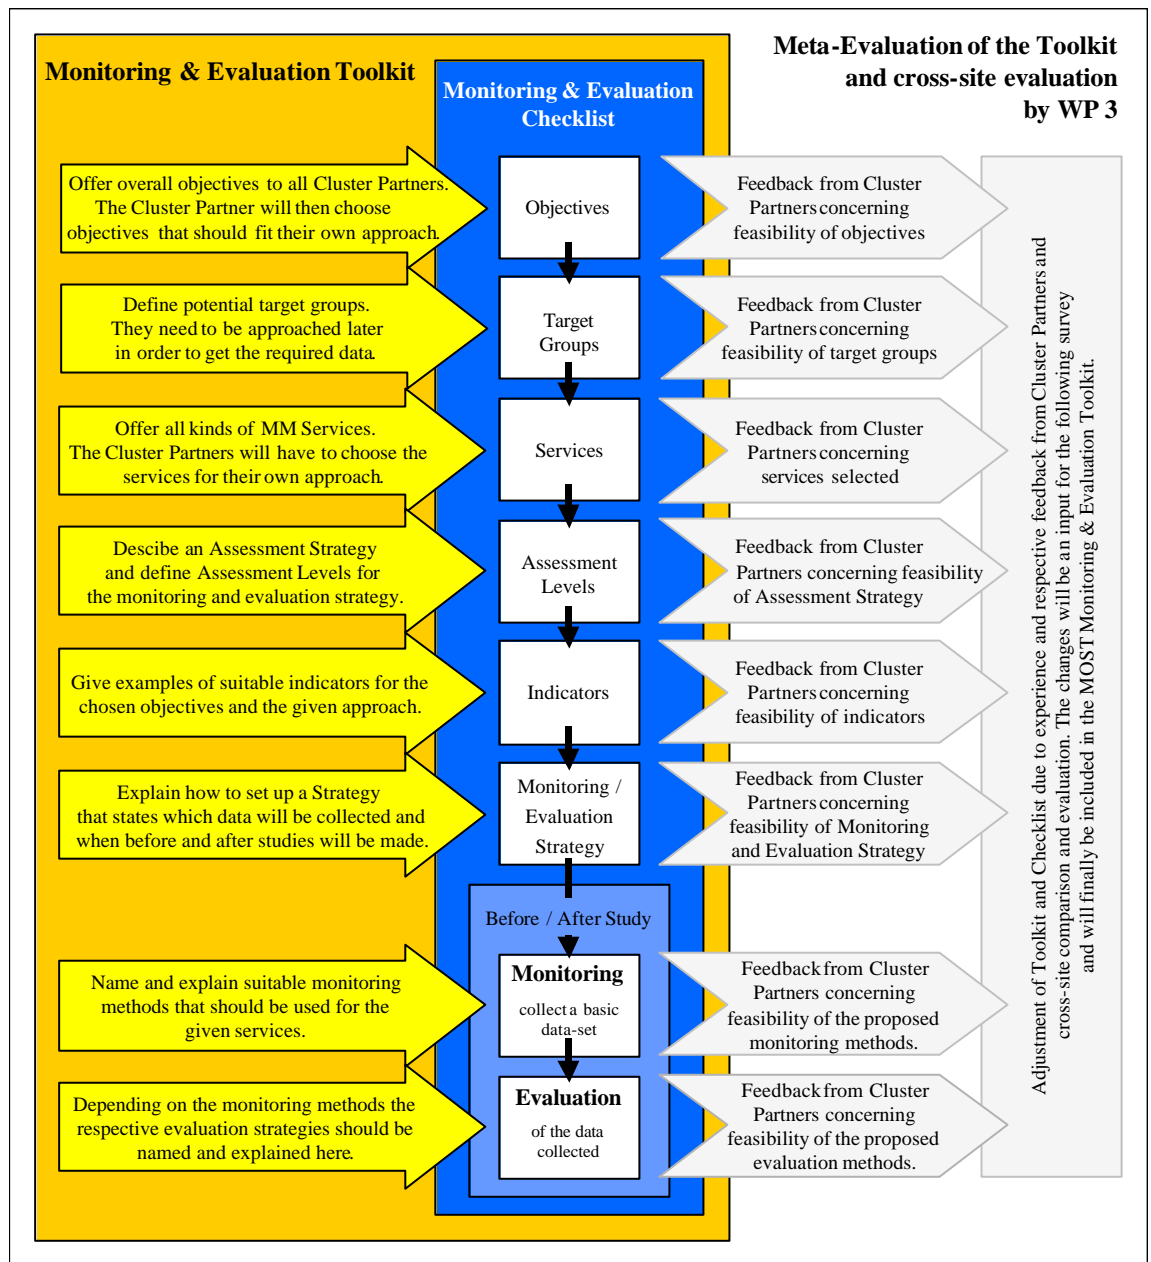 Monitoring & Evaluation Toolkit
Monitoring & Evaluation
Checklist
Meta-Evaluation of the Toolkit
and cross-site evaluation
by WP 3
Offer overall objectives to all Cluster Partners.
The Cluster Partner will then choose
objectives that should fit their own approach.
Objectives
Feedback from Cluster
Partners concerning
feasibility of objectives
Define potential target groups.
They need to be approached later
in order to get the required data.
Target
Groups
Feedback from Cluster
Partners concerning
feasibility of target groups
Offer all kinds of MM Services.
The Cluster Partners will have to choose the
services for their own approach.
Services
Feedback from Cluster
Partners concerning
services selected
Descibe an Assessment Strategy
and define Assessment Levels for
the monitoring and evaluation strategy.
Assessment
Levels
Feedback from Cluster
Partners concerning feasibility
of Assessment Strategy
Give examples of suitable indicators for the
chosen objectives and the given approach.
Indicators
Feedback from Cluster
Partners concerning
feasibility of indicators
Explain how to set up a Strategy
that states which data will be collected and
when before and after studies will be made.
Monitoring /
Evaluation
Strategy
Feedback from Cluster
Partners concerning
feasibility of Monitoring
and Evaluation Strategy
Before / After Study
Name and explain suitable monitoring
methods that should be used for the
given services.
Monitoring
collect a basic
data-set
Feedback from Cluster
Partners concerning
feasibility of the proposed
monitoring methods.
Depending on the monitoring methods the
respective evaluation strategies should be
named and explained here.
Evaluation
of the data
collected
Feedback from Cluster
Partners concerning
feasibility of the proposed
evaluation methods.
Adjustment of Toolkit and Checklist due to experience and respective feedback from Cluster Partners and
cross-site comparison and evaluation. The changes will be an input for the following survey
and will finally be included in the MOST Monitoring & Evaluation Toolkit.